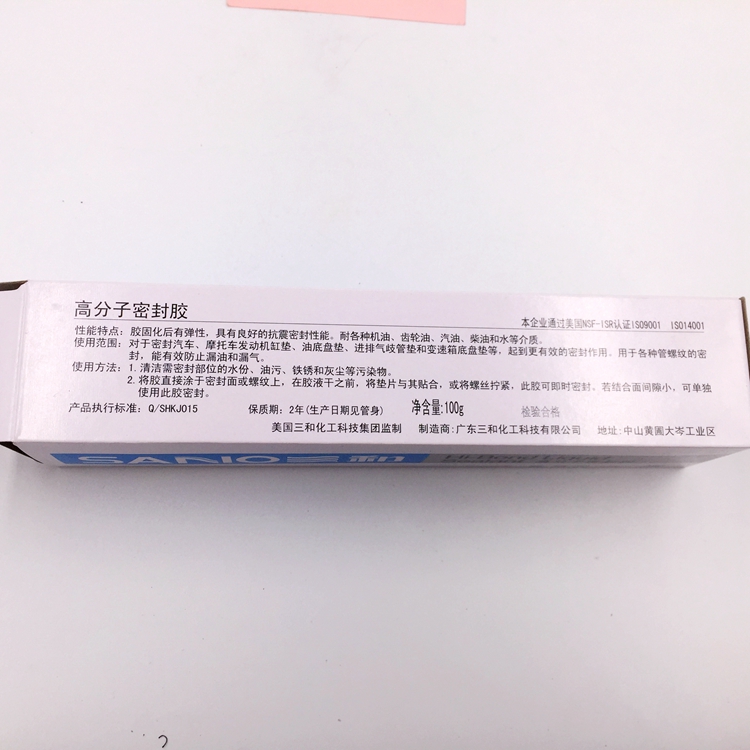 高分子密封胶
本企业通过美国NSF-ISR认证ISO9001 ISO14001
性能特点：胶固化后有弹性，具有良好的抗震密封性能。耐各种机油、齿轮油、汽油、柴油和水等介质。
使用范围：对于密封汽车、摩托车发动机缸垫、油底盘垫、进排气歧管垫和变速箱底盘垫等，起到更有效的密封作用。用于各种管螺纹的密
封，能有效防止漏油和漏气。
使用方法：1.清洁需密封部位的水份、油污、铁锈和灰尘等污染物。
2.将胶直接涂于密封面或螺纹上，在胶液干之前，将垫片与其贴合，或将螺丝拧紧，此胶可即时密封。若结合面间隙小，可单独
使用此胶密封。
产品执行标准：Q/SHKJ015 保质期：2年(生产日期见管身) 净含量:100g 检验合格
美国三和化工科技集团监制 制造商:广东三和化工科技有限公司 地址:中山黄圃大岑工业区
SANVO三和